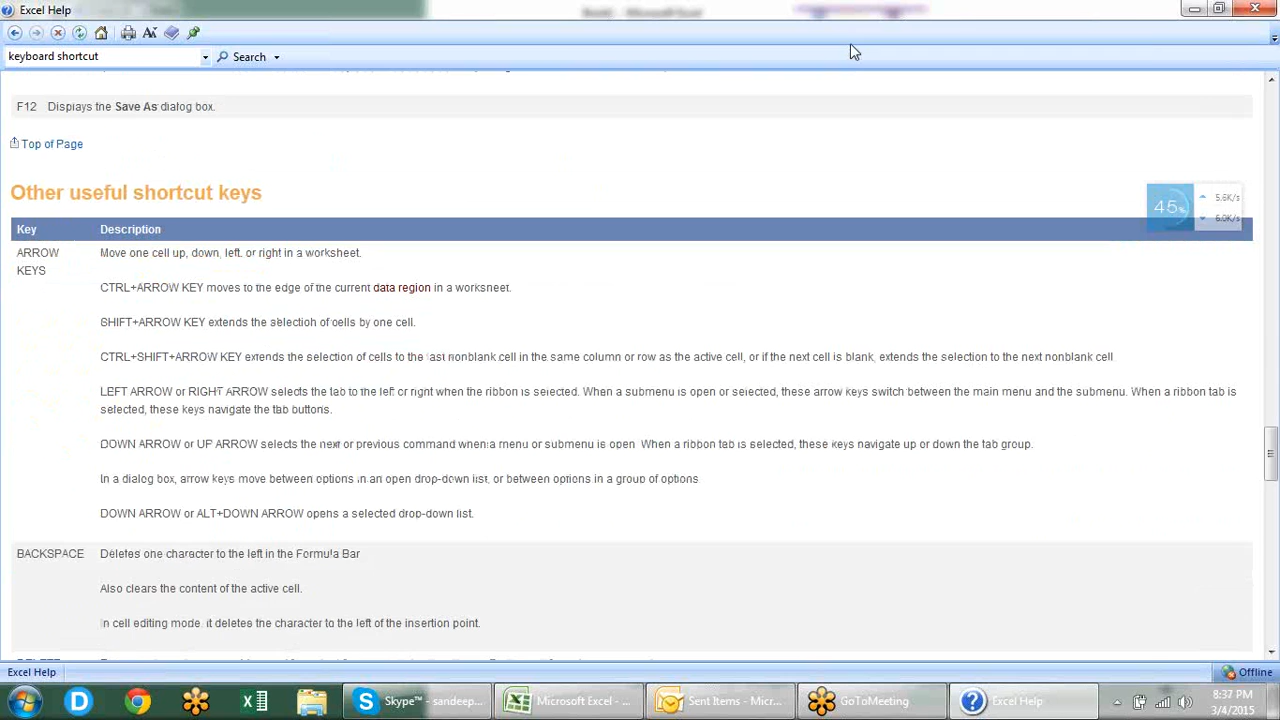 Excel Help
Microsoft Excel
keyboard shortcut
Search
F12 Displays the Save As dialog box.
Top of Page
Other useful shortcut keys
Key Description
ARROW KEYS Move one cell up, down, left, or right in a worksheet.
CTRL+ARROW KEY moves to the edge of the current data region in a worksheet.
SHIFT+ARROW KEY extends the selection of cells by one cell.
CTRL+SHIFT+ARROW KEY extends the selection of cells to the last nonblank cell in the same column or row as the active cell, or if the next cell is blank, extends the selection to the next nonblank cell.
LEFT ARROW or RIGHT ARROW selects the tab to the left or right when the ribbon is selected. When a submenu is open or selected, these arrow keys switch between the main menu and the submenu. When a ribbon tab is
selected, these keys navigate the tab buttons.
DOWN ARROW or UP ARROW selects the next or previous command when a menu or submenu is open. When a ribbon tab is selected, these keys navigate up or down the tab group.
In a dialog box, arrow keys move between options in an open drop-down list, or between options in a group of options.
DOWN ARROW or ALT+DOWN ARROW opens a selected drop-down list.
BACKSPACE Deletes one character to the left in the Formula Bar.
Also clears the content of the active cell.
In cell editing mode, it deletes the character to the left of the insertion point.
45%
5.6K/s
6.0K/s
Excel Help
Offline
Skype™ - sandeep...
Microsoft Excel - ...
Sent Items - Micr...
GoToMeeting
Excel Help
8:37 PM
3/4/2015